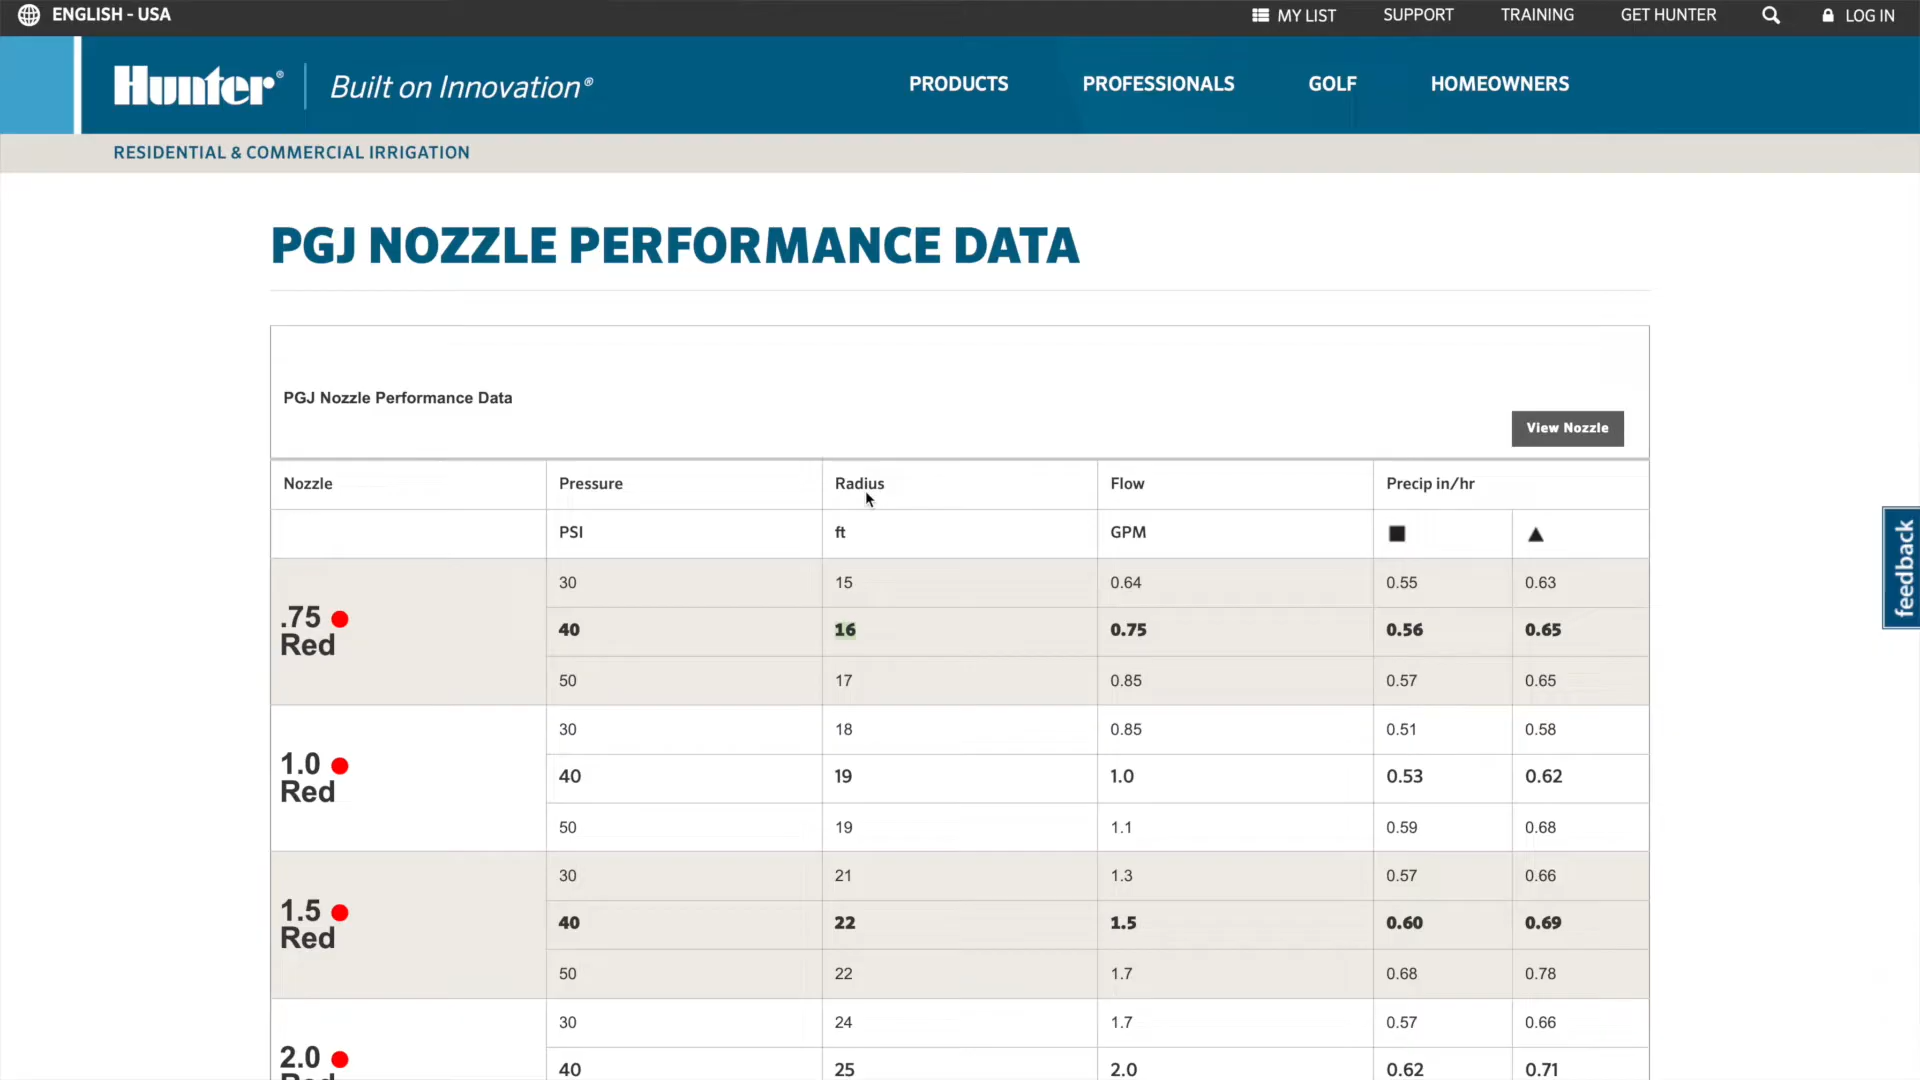 ENGLISH - USA MY LIST SUPPORT TRAINING GET HUNTER LOG IN
Hunter® Built on Innovation® PRODUCTS PROFESSIONALS GOLF HOMEOWNERS
RESIDENTIAL & COMMERCIAL IRRIGATION
PGJ NOZZLE PERFORMANCE DATA
PGJ Nozzle Performance Data
View Nozzle
Nozzle Pressure Radius Flow Precip in/hr
PSI ft GPM ■ ▲
.75 Red
30 15 0.64 0.55 0.63
40 16 0.75 0.56 0.65
50 17 0.85 0.57 0.65
1.0 Red
30 18 0.85 0.51 0.58
40 19 1.0 0.53 0.62
50 19 1.1 0.59 0.68
1.5 Red
30 21 1.3 0.57 0.66
40 22 1.5 0.60 0.69
50 22 1.7 0.68 0.78
2.0
30 24 1.7 0.57 0.66
40 25 2.0 0.62 0.71
feedback